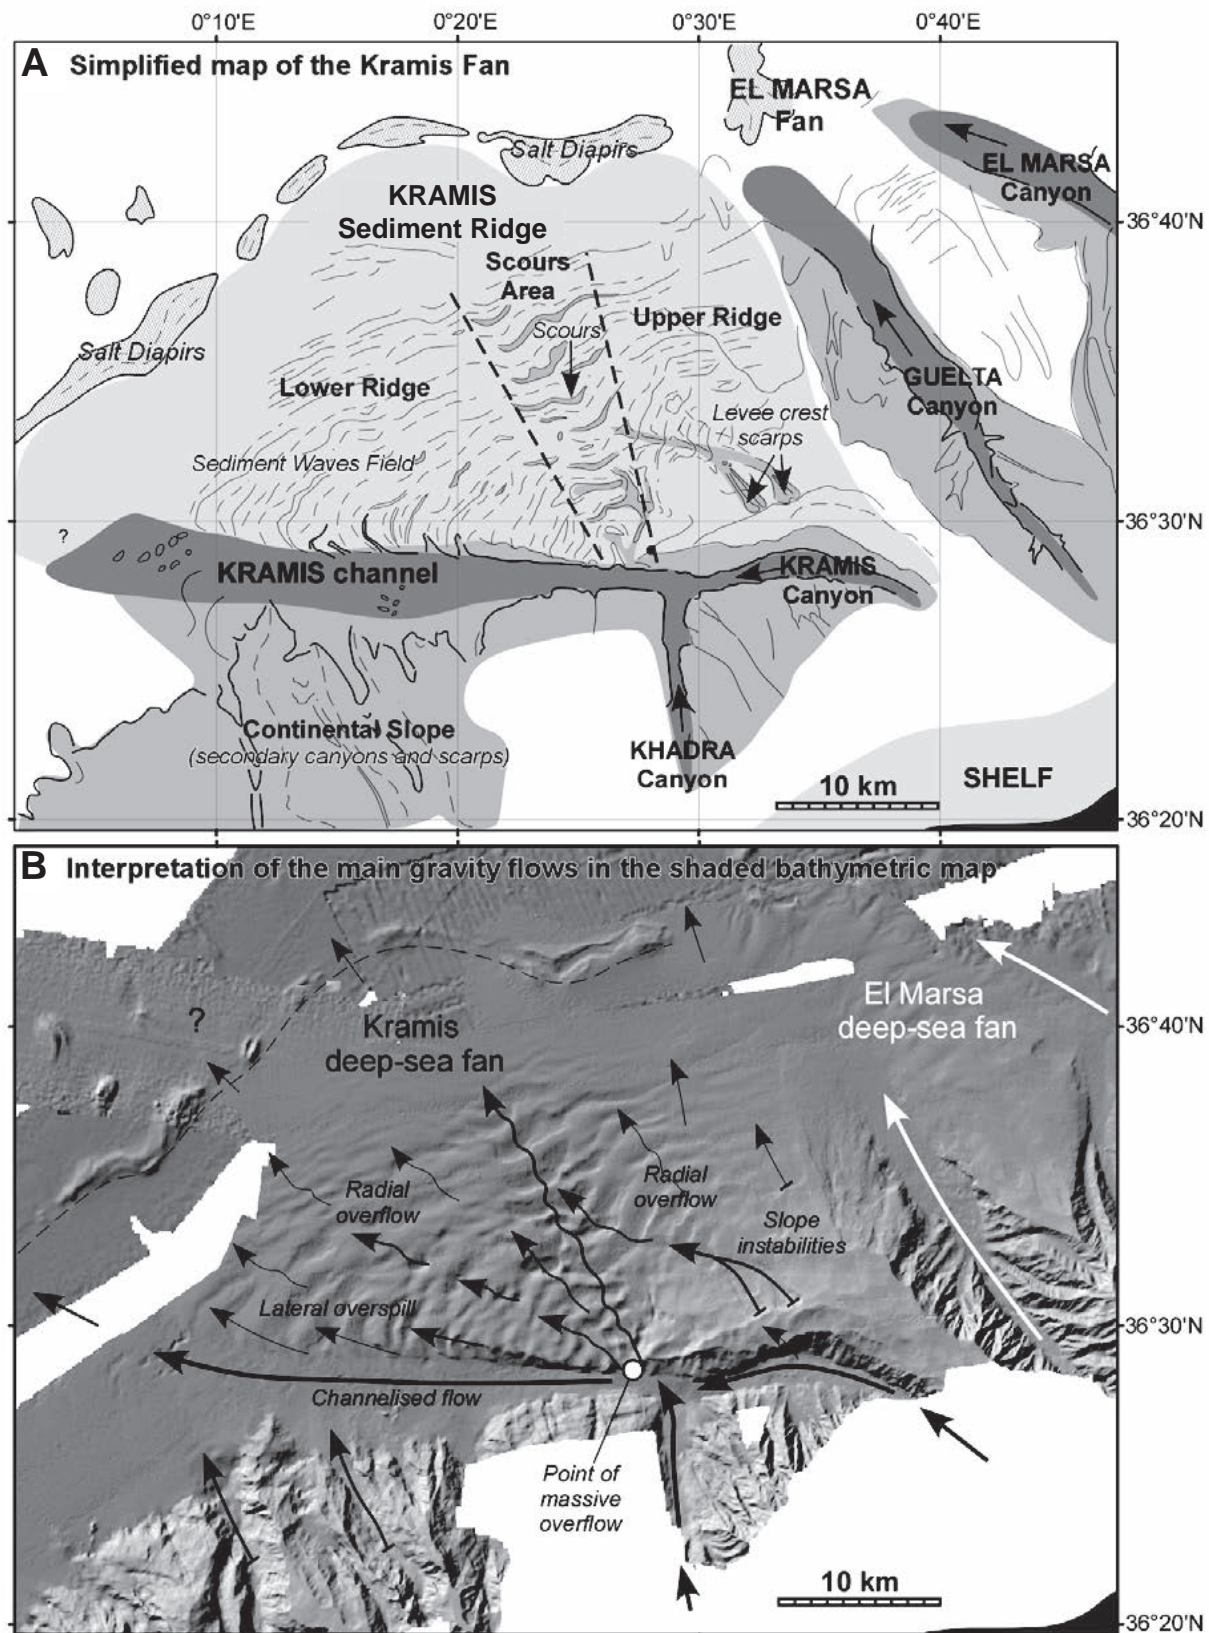 0°10'E 0°20'E 0°30'E 0°40'E
A Simplified map of the Kramis Fan
EL MARSA
Fan
Salt Diapirs
EL MARSA
Canyon
KRAMIS
Sediment Ridge
36°40'N
Scours
Area
Scours
Upper Ridge
Salt Diapirs
Lower Ridge
GUELTA
Canyon
Levee crest
scarps
Sediment Waves Field
36°30'N
?
KRAMIS channel
KRAMIS
Canyon
Continental Slope
(secondary canyons and scarps)
KHADRA
Canyon
SHELF
10 km
36°20'N
B Interpretation of the main gravity flows in the shaded bathymetric map
El Marsa
deep-sea fan
?
Kramis
deep-sea fan
36°40'N
Radial
overflow
Radial
overflow
Slope
instabilities
Lateral overspill
36°30'N
Channelised flow
Point of
massive
overflow
10 km
36°20'N